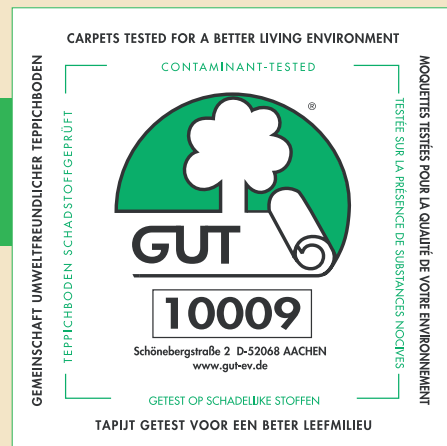 CARPETS TESTED FOR A BETTER LIVING ENVIRONMENT
CONTAMINANT-TESTED
GEMEINSCHAFT UMWELTFREUNDLICHER TEPPICHBODEN
TEPPICHBODEN SCHADSTOFFGEPRÜFT
®
GUT
10009
Schönebergstraße 2 D-52068 AACHEN
www.gut-ev.de
TESTÉE SUR LA PRÉSENCE DE SUBSTANCES NOCIVES
MOQUETTES TESTÉES POUR LA QUALITÉ DE VOTRE ENVIRONNEMENT
GETEST OP SCHADELIJKE STOFFEN
TAPIJT GETEST VOOR EEN BETER LEEFMILIEU